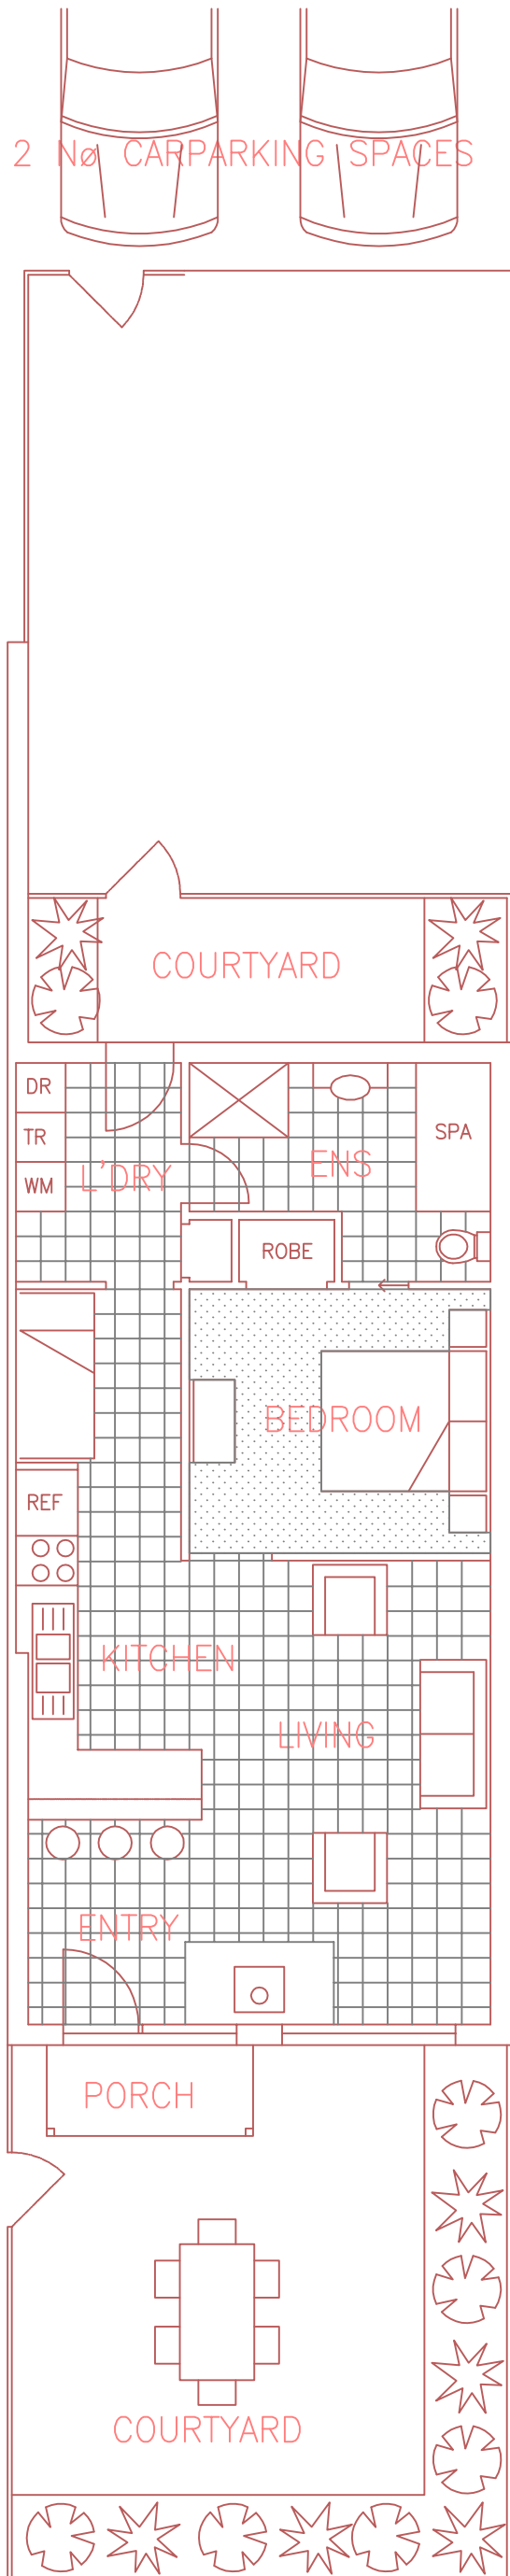 2 Nø CARPARKING SPACES
COURTYARD
DR
TR
WM
L'DRY
ENS
SPA
ROBE
BEDROOM
REF
KITCHEN
LIVING
ENTRY
PORCH
COURTYARD